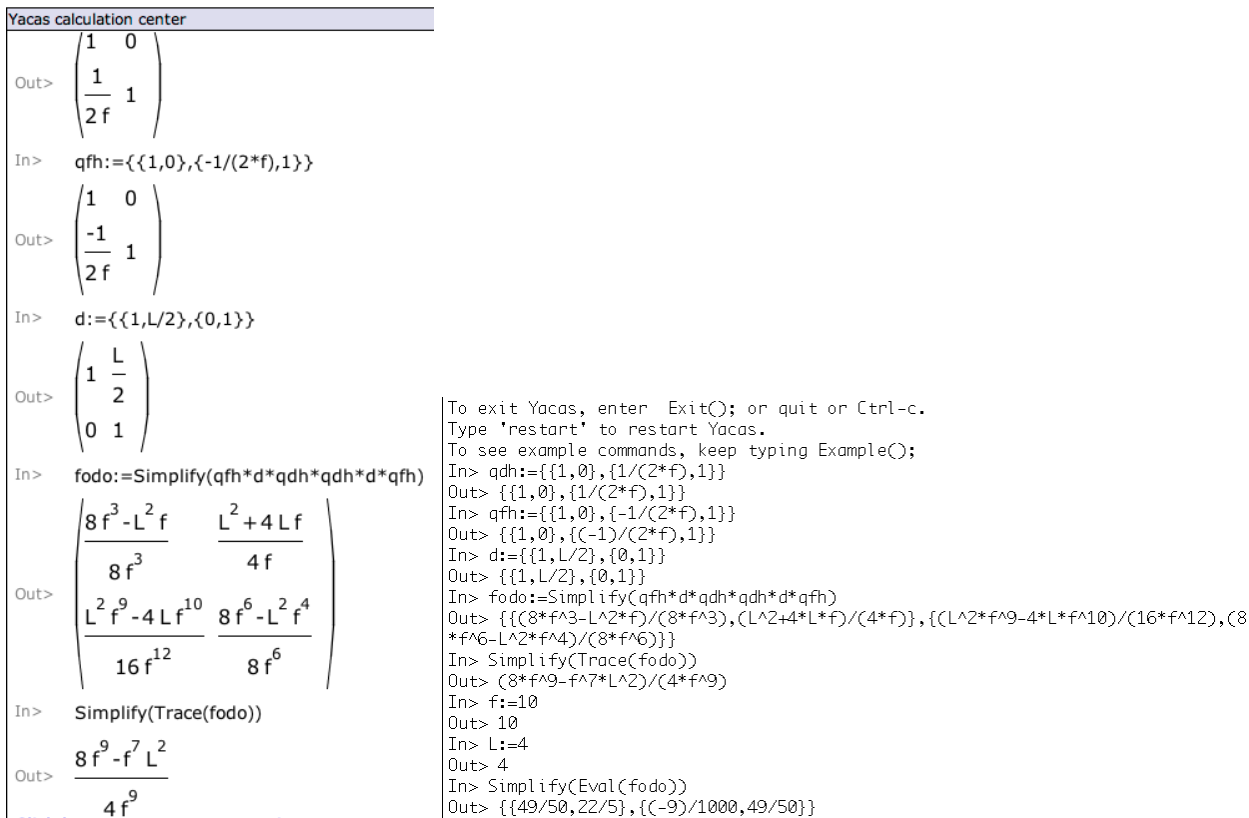 Yacas calculation center
1 0
Out> 1
2 f 1
In> qfh:={{1,0},{-1/(2*f),1}}
1 0
Out> -1
2 f 1
In> d:={{1,L/2},{0,1}}
Out> 1 L
2
0 1
In> fodo:=Simplify(qfh*d*qdh*qdh*d*qfh)
8 f^3 - L^2 f L^2 + 4 L f
8 f^3 4 f
Out>
L^2 f^9 - 4 L f^10 8 f^6 - L^2 f^4
16 f^12 8 f^6
In> Simplify(Trace(fodo))
8 f^9 - f^7 L^2
Out>
4 f^9
To exit Yacas, enter  Exit(); or quit or Ctrl-c.
Type 'restart' to restart Yacas.
To see example commands, keep typing Example();
In> qdh:={{1,0},{1/(2*f),1}}
Out> {{1,0},{1/(2*f),1}}
In> qfh:={{1,0},{-1/(2*f),1}}
Out> {{1,0},{(-1)/(2*f),1}}
In> d:={{1,L/2},{0,1}}
Out> {{1,L/2},{0,1}}
In> fodo:=Simplify(qfh*d*qdh*qdh*d*qfh)
Out> {{(8*f^3-L^2*f)/(8*f^3),(L^2+4*L*f)/(4*f)},{(L^2*f^9-4*L*f^10)/(16*f^12),(8
*f^6-L^2*f^4)/(8*f^6)}}
In> Simplify(Trace(fodo))
Out> (8*f^9-f^7*L^2)/(4*f^9)
In> f:=10
Out> 10
In> L:=4
Out> 4
In> Simplify(Eval(fodo))
Out> {{49/50,22/5},{(-9)/1000,49/50}}